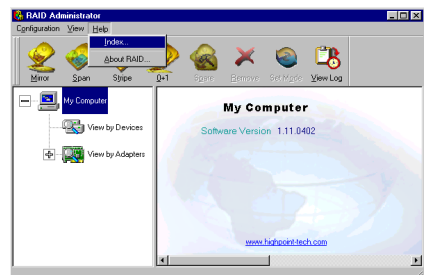 RAID Administrator
Configuration View Help
Index...
About RAID...
Mirror Span Stripe 0+1 Spare Remove Set Mode View Log
My Computer
View by Devices
View by Adapters
My Computer
Software Version 1.11.0402
www.highpoint-tech.com